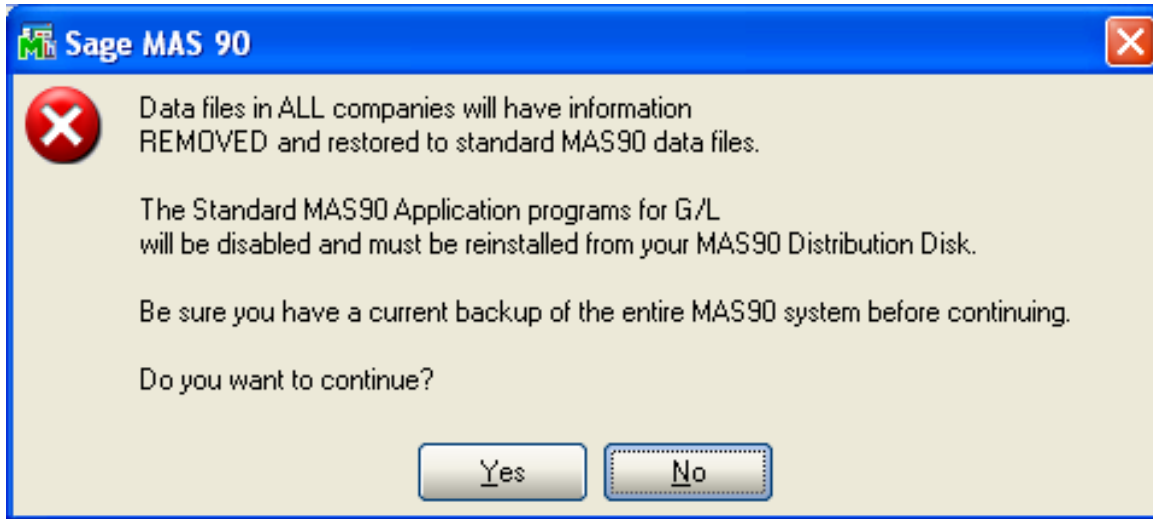 Sage MAS 90
Data files in ALL companies will have information
REMOVED and restored to standard MAS90 data files.
The Standard MAS90 Application programs for G/L
will be disabled and must be reinstalled from your MAS90 Distribution Disk.
Be sure you have a current backup of the entire MAS90 system before continuing.
Do you want to continue?
Yes
No